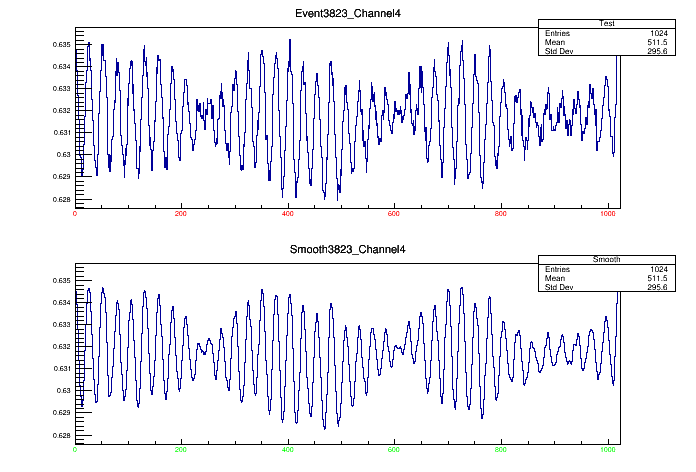 Event3823_Channel4
Test
Entries 1024
Mean 511.5
Std Dev 295.6
0.635
0.634
0.633
0.632
0.631
0.63
0.629
0.628
0 200 400 600 800 1000
Smooth3823_Channel4
Smooth
Entries 1024
Mean 511.5
Std Dev 295.6
0.635
0.634
0.633
0.632
0.631
0.63
0.629
0.628
0 200 400 600 800 1000